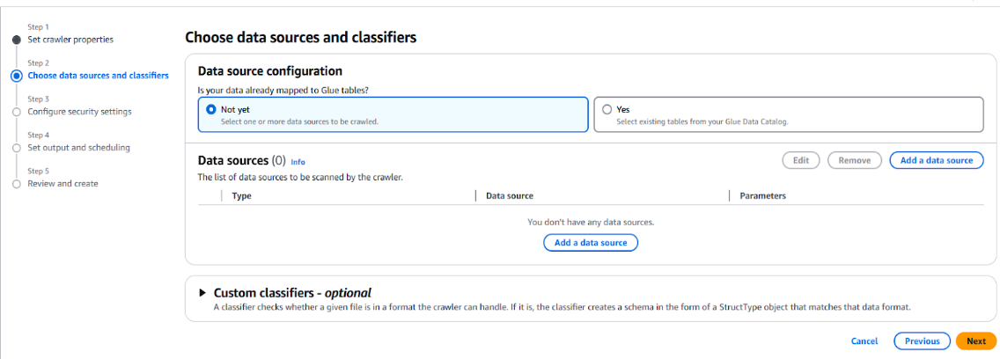 Step 1
Set crawler properties
Step 2
Choose data sources and classifiers
Step 3
Configure security settings
Step 4
Set output and scheduling
Step 5
Review and create
Choose data sources and classifiers
Data source configuration
Is your data already mapped to Glue tables?
Not yet
Select one or more data sources to be crawled.
Yes
Select existing tables from your Glue Data Catalog.
Data sources (0) Info
Edit
Remove
Add a data source
The list of data sources to be scanned by the crawler.
Type
Data source
Parameters
You don't have any data sources.
Add a data source
Custom classifiers - optional
A classifier checks whether a given file is in a format the crawler can handle. If it is, the classifier creates a schema in the form of a StructType object that matches that data format.
Cancel
Previous
Next